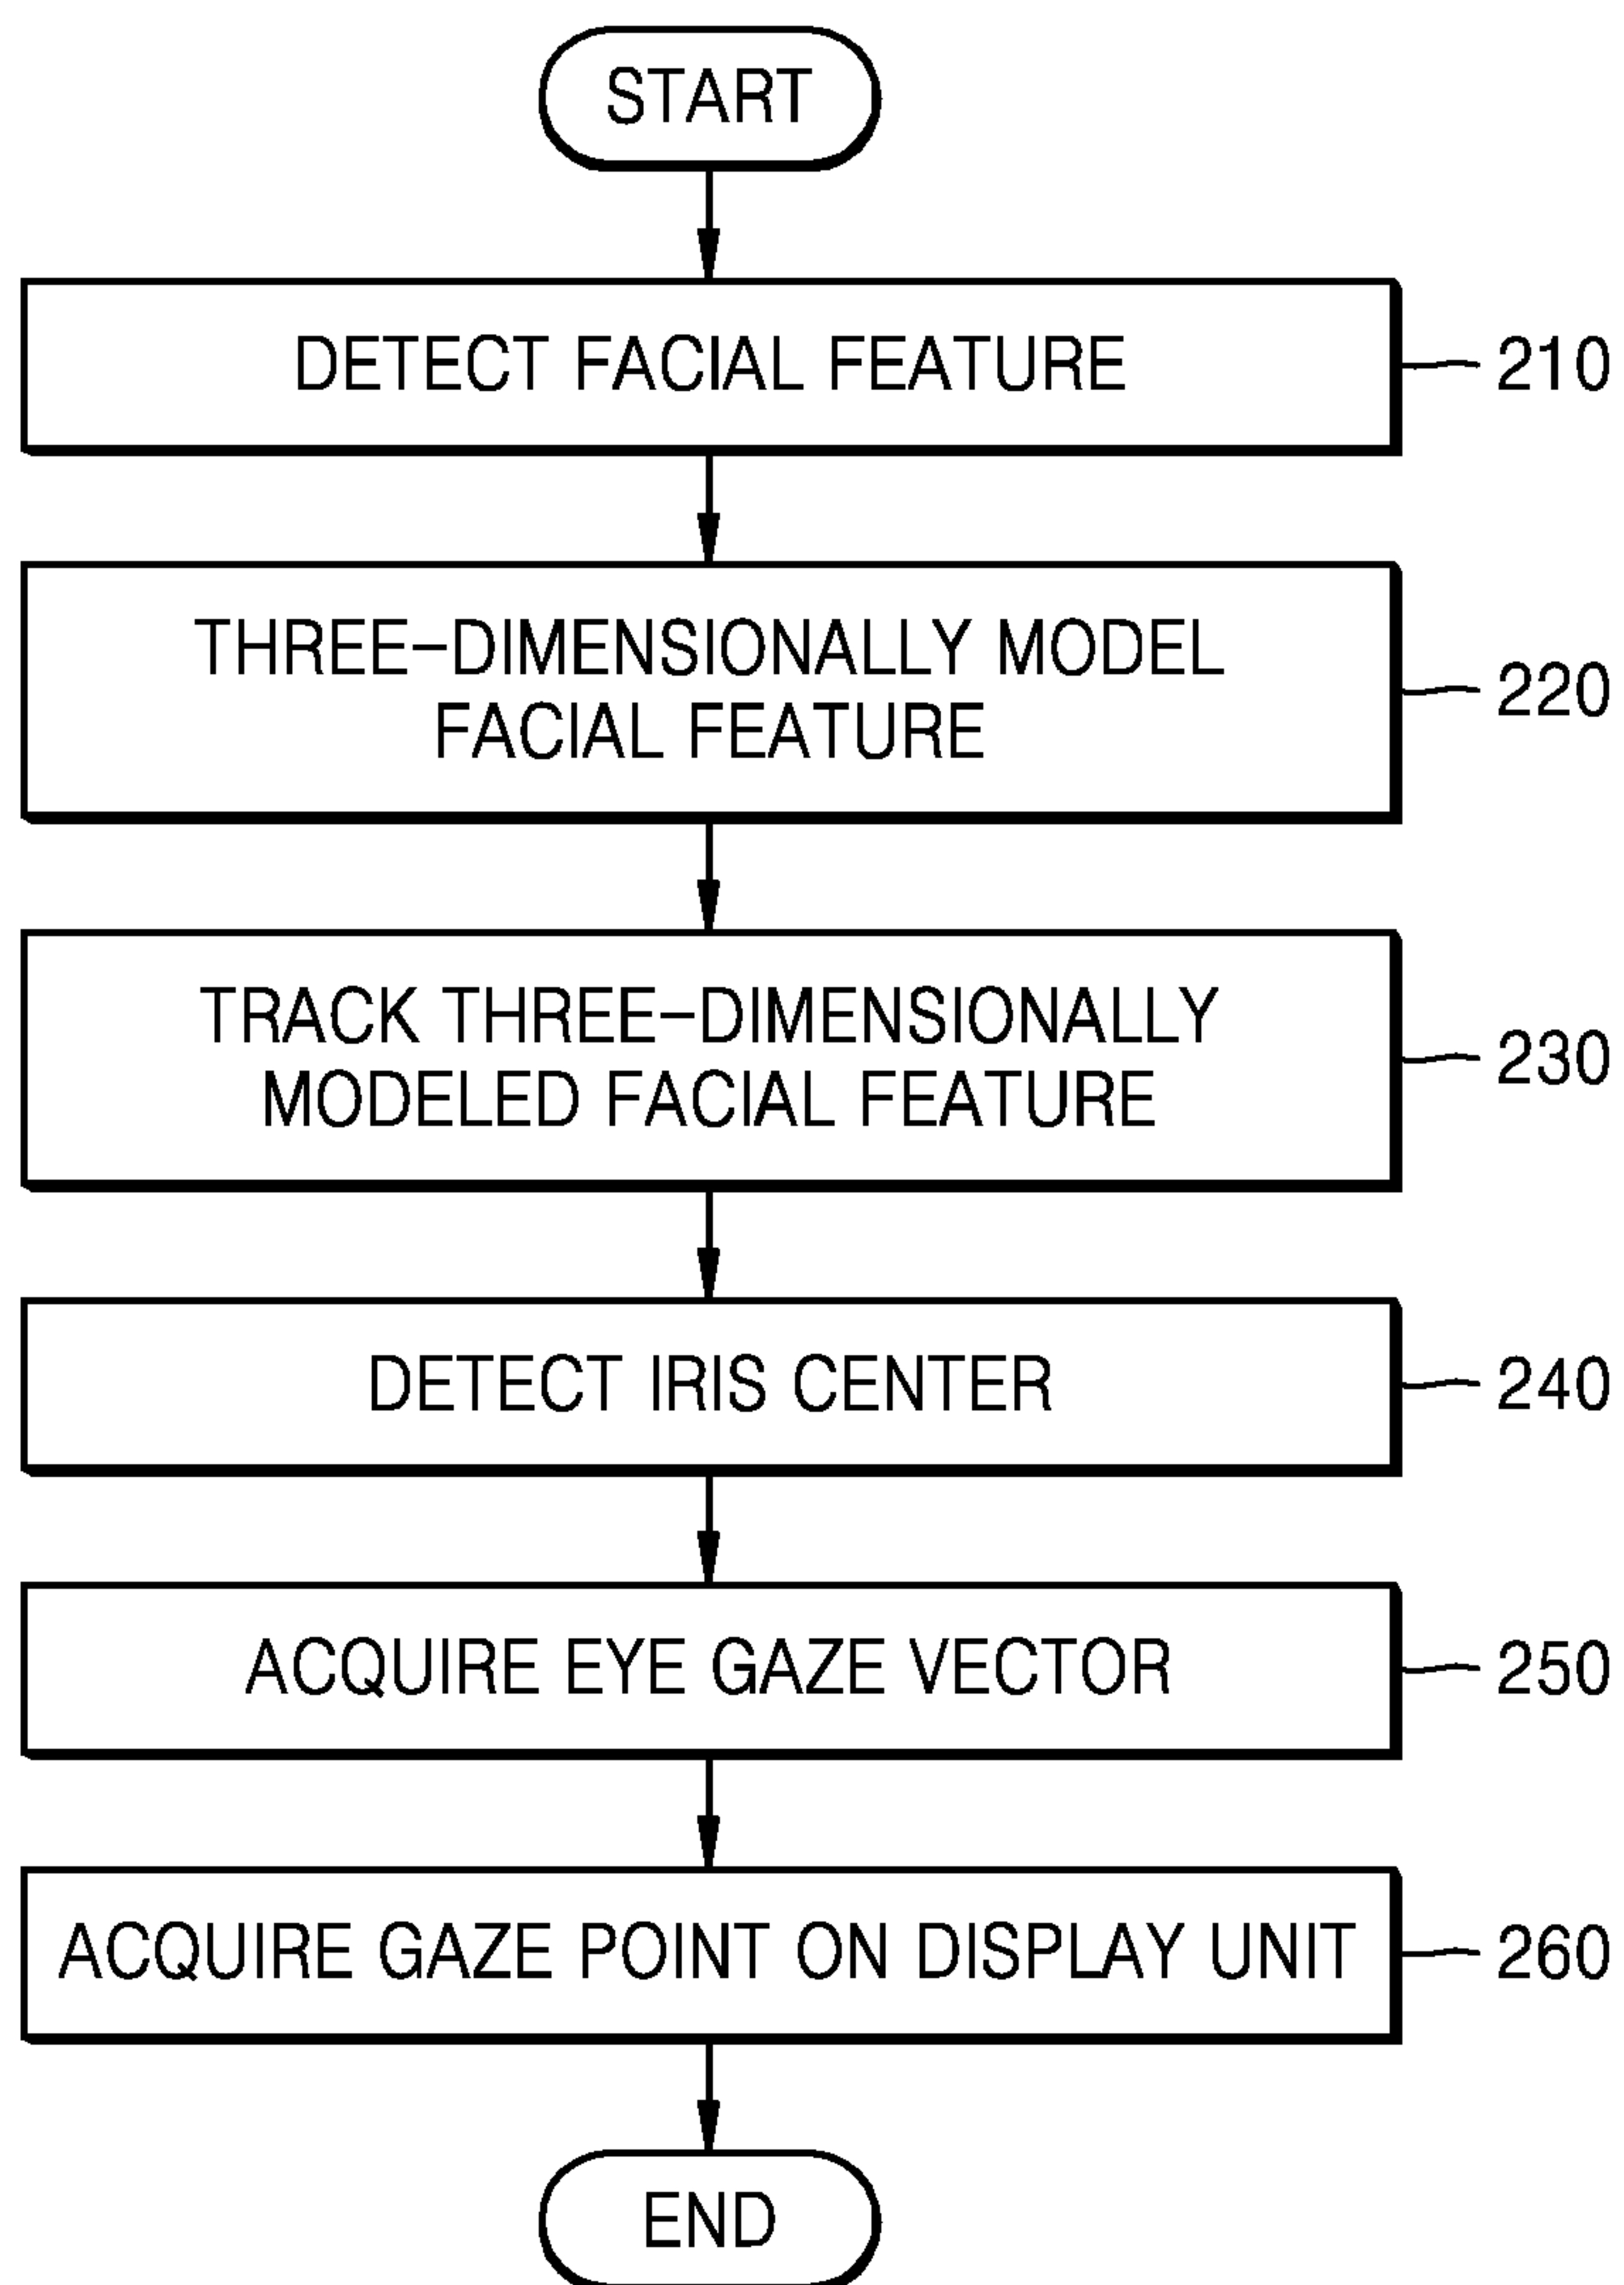 START
DETECT FACIAL FEATURE
210
THREE-DIMENSIONALLY MODEL
FACIAL FEATURE
220
TRACK THREE-DIMENSIONALLY
MODELED FACIAL FEATURE
230
DETECT IRIS CENTER
240
ACQUIRE EYE GAZE VECTOR
250
ACQUIRE GAZE POINT ON DISPLAY UNIT
260
END